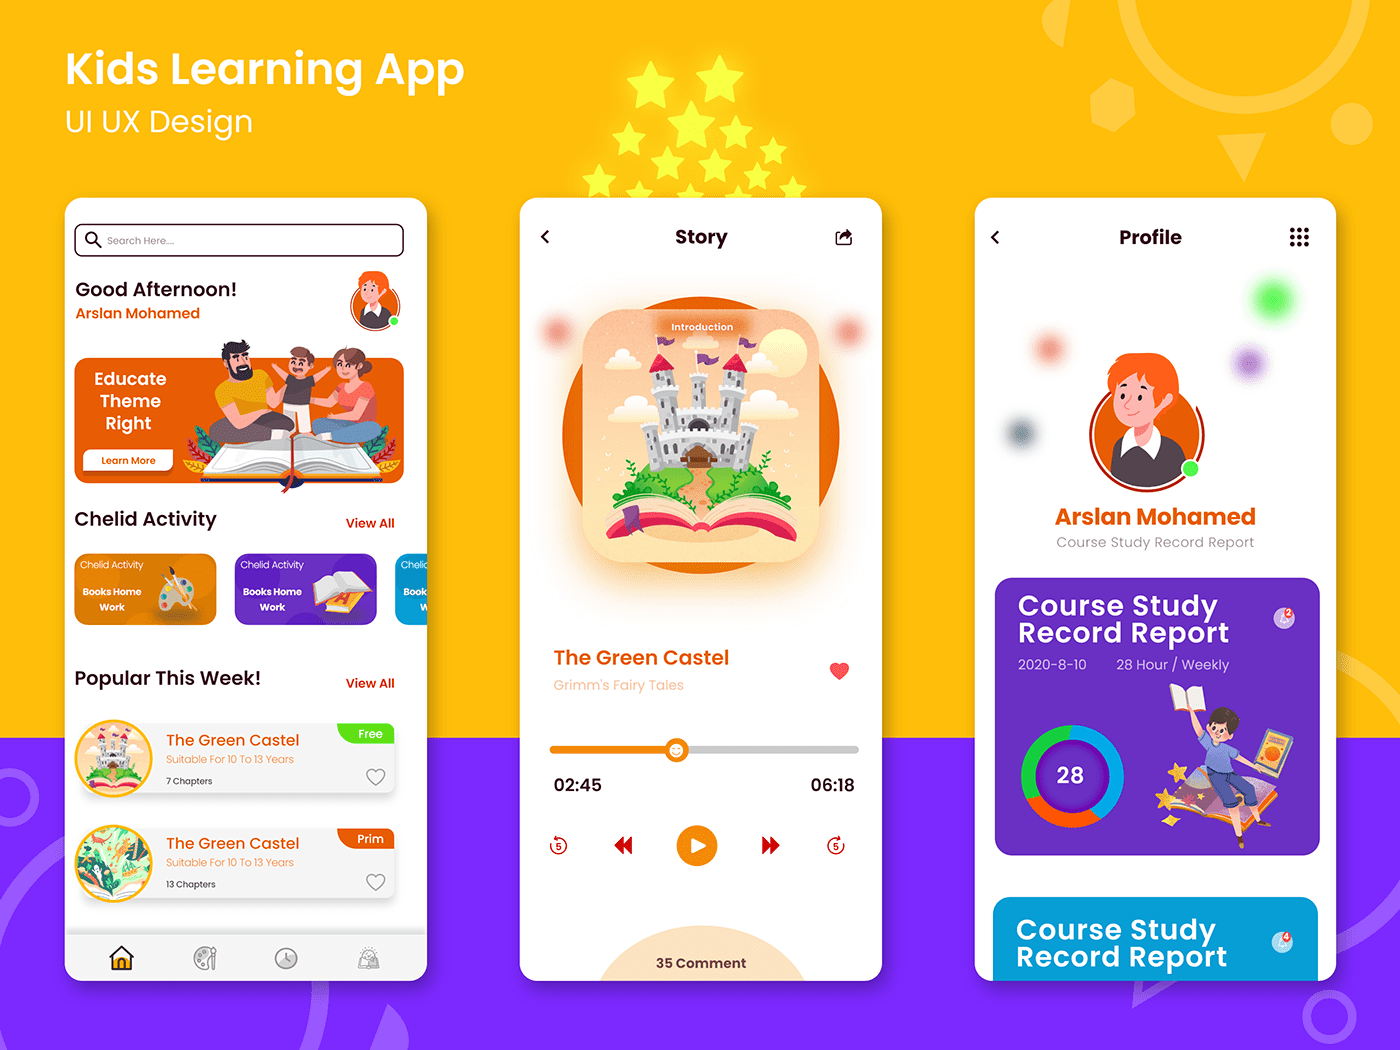 Kids Learning App
UI UX Design
Search Here....
Good Afternoon!
Arslan Mohamed
Educate
Theme
Right
Learn More
Chelid Activity
View All
Chelid Activity
Books Home
Work
Chelid Activity
Books Home
Work
Popular This Week!
View All
The Green Castel
Free
Suitable For 10 To 13 Years
7 Chapters
The Green Castel
Prim
Suitable For 10 To 13 Years
13 Chapters
Story
Introduction
The Green Castel
Grimm's Fairy Tales
02:45
06:18
5
5
35 Comment
Profile
Arslan Mohamed
Course Study Record Report
Course Study
Record Report
2
2020-8-10
28 Hour / Weekly
28
Course Study
Record Report
4